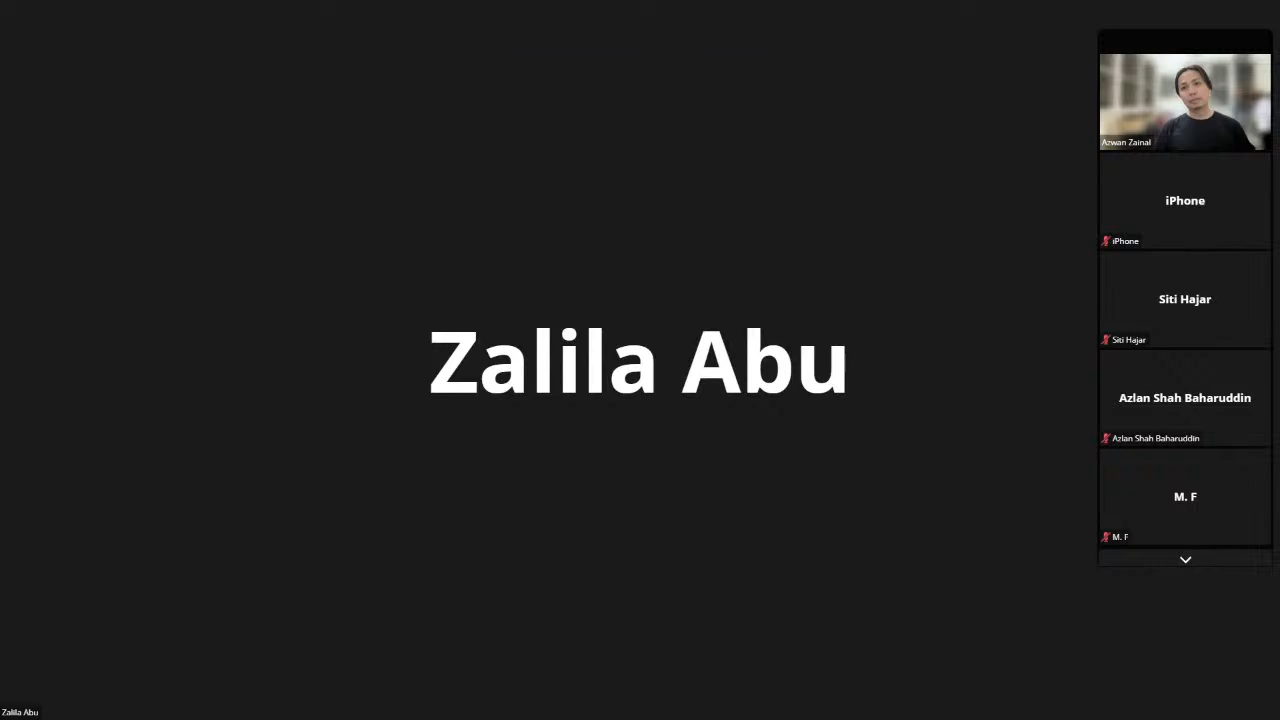 Zalila Abu
Zalila Abu
Azwan Zainal
iPhone
iPhone
Siti Hajar
Siti Hajar
Azlan Shah Baharuddin
Azlan Shah Baharuddin
M. F
M. F